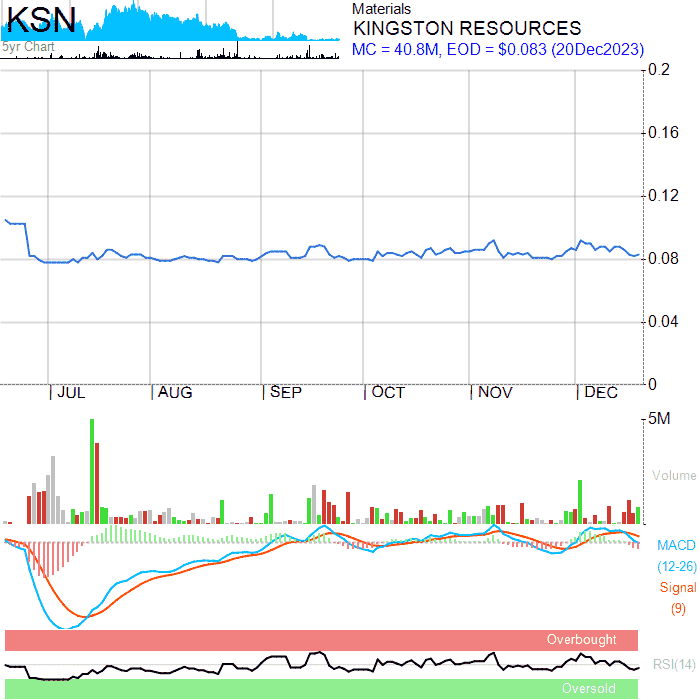 KSN
5yr Chart
Materials
KINGSTON RESOURCES
MC = 40.8M, EOD = $0.083 (20Dec2023)
0.2
0.16
0.12
0.08
0.04
0
JUL AUG SEP OCT NOV DEC
5M
Volume
MACD
(12-26)
Signal
(9)
Overbought
RSI(14)
Oversold